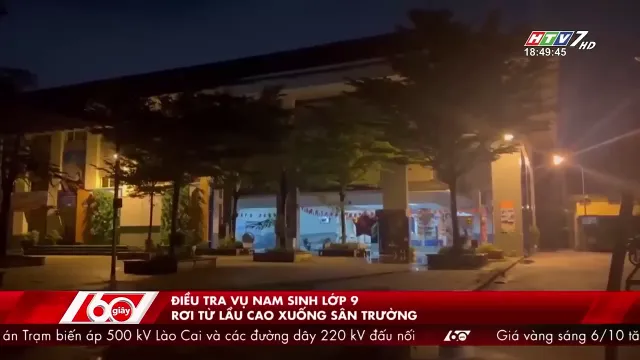 HTV7 HD
18:49:45
60 giây
ĐIỀU TRA VỤ NAM SINH LỚP 9
RƠI TỪ LẦU CAO XUỐNG SÂN TRƯỜNG
án Trạm biến áp 500 kV Lào Cai và các đường dây 220 kV đấu nối 60 Giá vàng sáng 6/10 tă